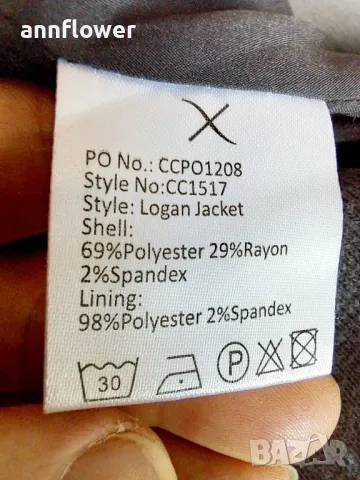 annflower
X
PO No.: CCPO1208
Style No:CC1517
Style: Logan Jacket
Shell:
69%Polyester 29%Rayon
2%Spandex
Lining:
98%Polyester 2%Spandex
30 P
BAZAR